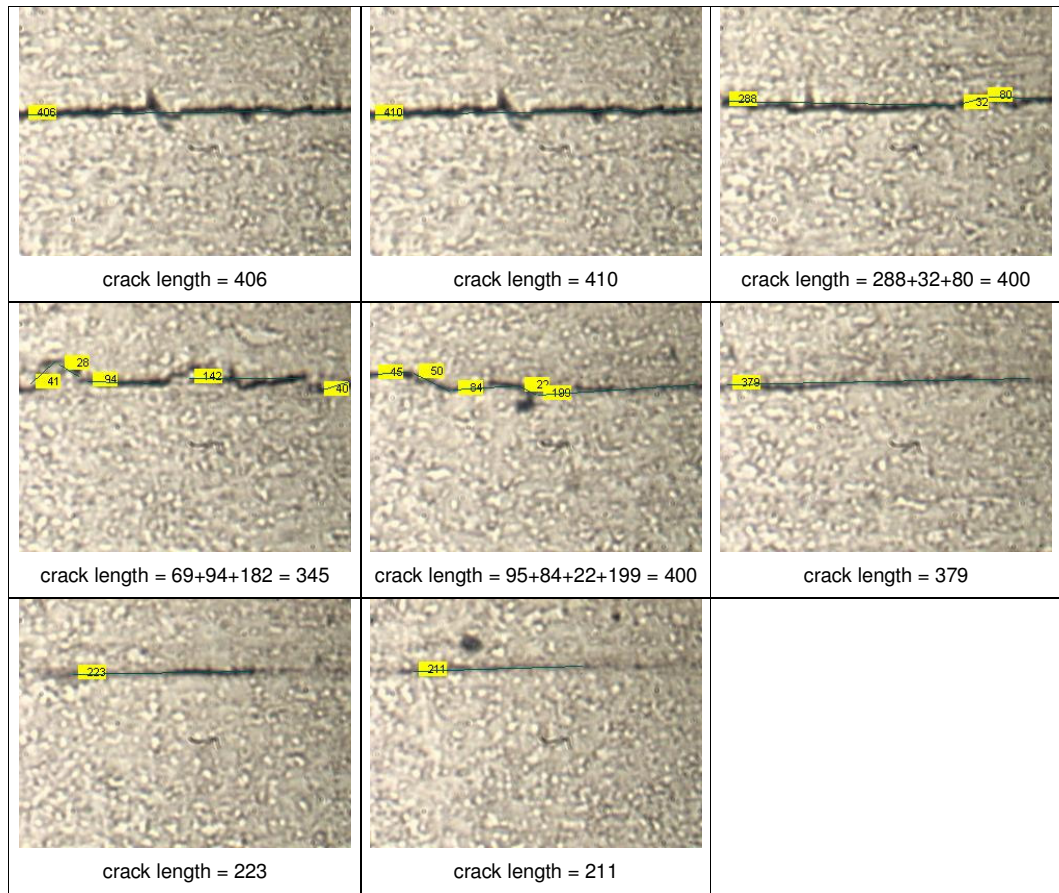 406
410
288
32
80
crack length = 406
crack length = 410
crack length = 288+32+80 = 400
28
41
94
142
40
45
50
84
22
199
379
crack length = 69+94+182 = 345
crack length = 95+84+22+199 = 400
crack length = 379
223
211
crack length = 223
crack length = 211